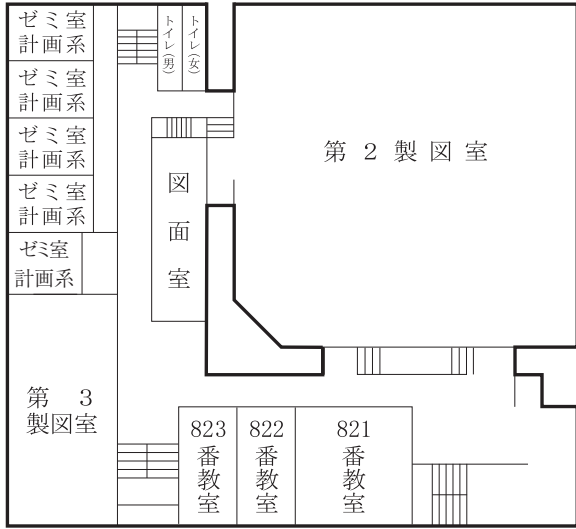 ゼミ室
計画系
トイレ(男)
トイレ(女)
ゼミ室
計画系
ゼミ室
計画系
ゼミ室
計画系
ゼミ室
計画系
第2製図室
図面室
第3
製図室
823
番教室
822
番教室
821
番教室